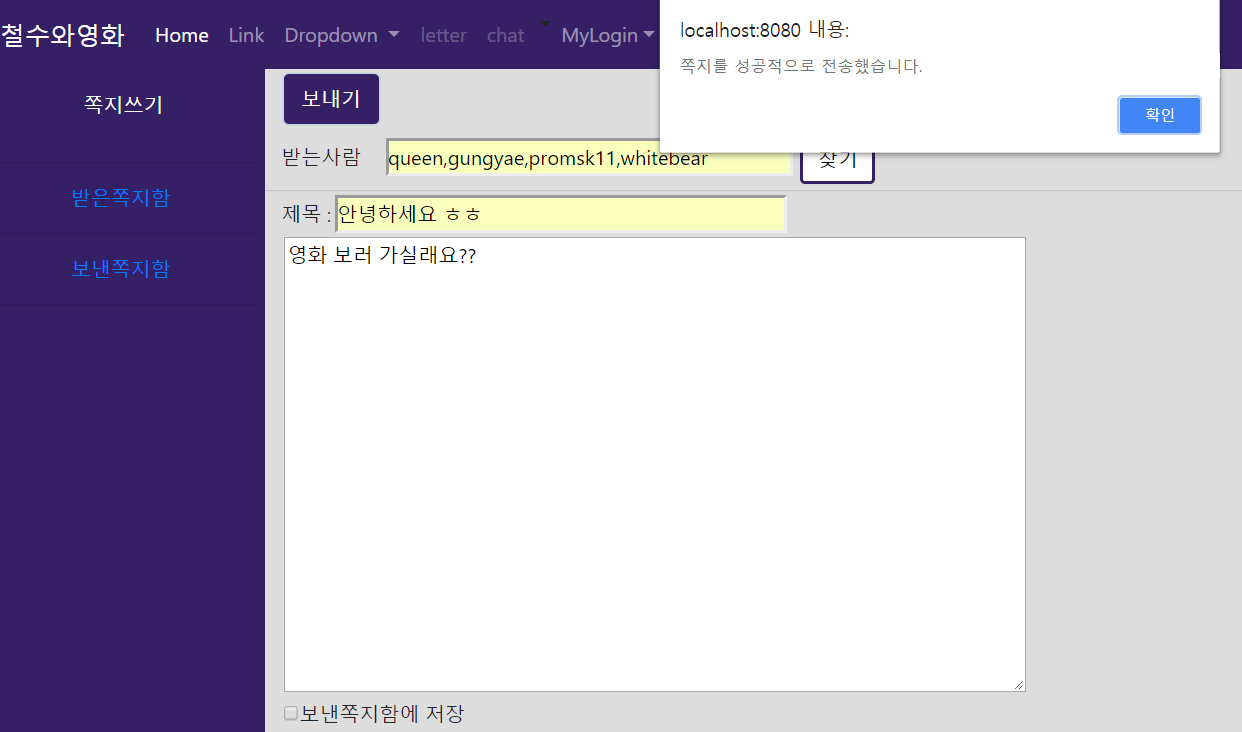 철수와영화 Home Link Dropdown letter chat MyLogin
localhost:8080 내용:
쪽지를 성공적으로 전송했습니다.
확인
쪽지쓰기
받은쪽지함
보낸쪽지함
보내기
받는사람 queen,gungyae,promsk11,whitebear 찾기
제목 : 안녕하세요 ㅎㅎ
영화 보러 가실래요??
보낸쪽지함에 저장